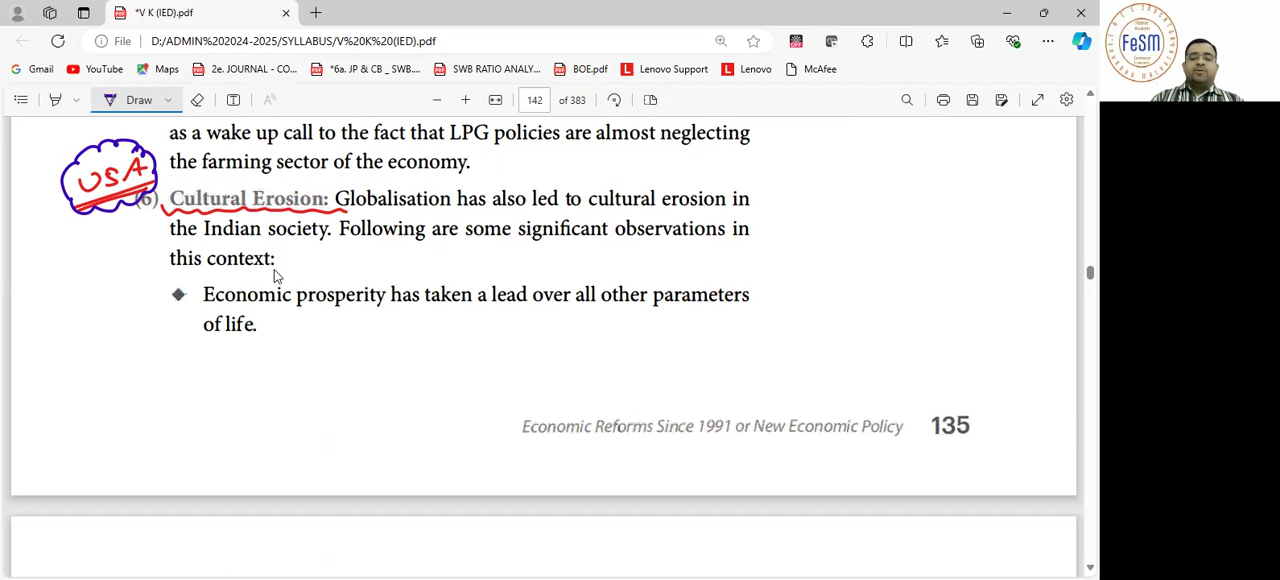 *V K (IED).pdf
File D:/ADMIN%202024-2025/SYLLABUS/V%20K%20(IED).pdf
Gmail YouTube Maps 2e. JOURNAL - CO... *6a. JP & CB _ SWB.... SWB RATIO ANALY... BOE.pdf Lenovo Support Lenovo McAfee
Draw 142 of 383
FeSM
as a wake up call to the fact that LPG policies are almost neglecting
the farming sector of the economy.
USA
(6) Cultural Erosion: Globalisation has also led to cultural erosion in
the Indian society. Following are some significant observations in
this context:
Economic prosperity has taken a lead over all other parameters
of life.
Economic Reforms Since 1991 or New Economic Policy 135